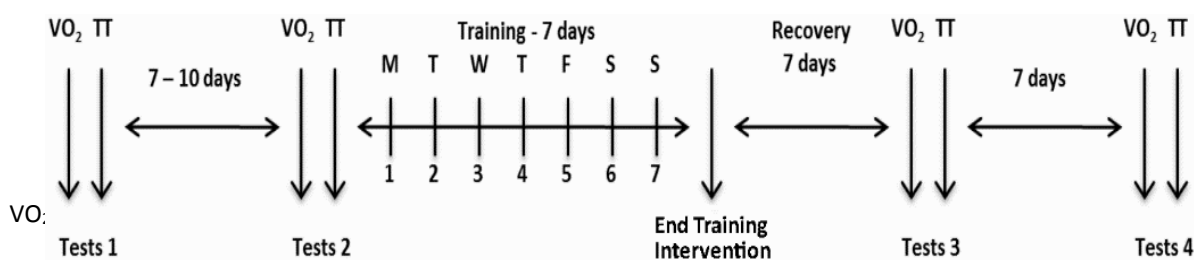 VO₂ TT
VO₂ TT
Training - 7 days
Recovery
7 days
VO₂ TT
VO₂ TT
M T W T F S S
7 – 10 days
7 days
1 2 3 4 5 6 7
VO₂
Tests 1
Tests 2
End Training
Intervention
Tests 3
Tests 4